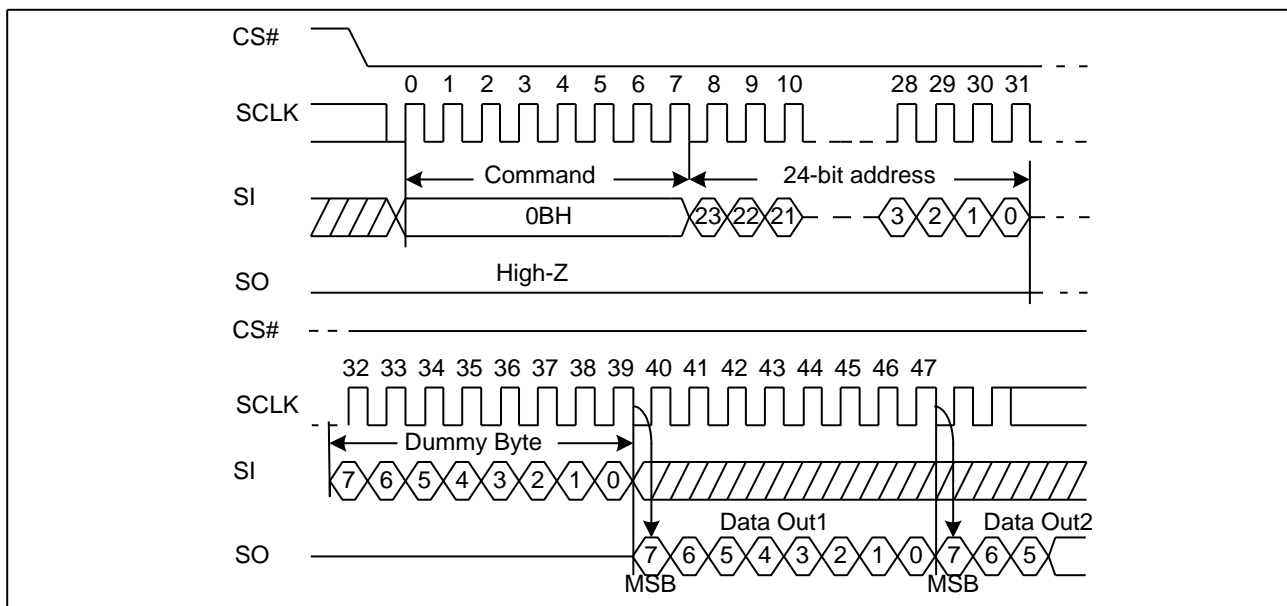 CS#
0 1 2 3 4 5 6 7 8 9 10 28 29 30 31
SCLK
Command 24-bit address
SI
0BH 23 22 21 3 2 1 0
High-Z
SO
CS#
32 33 34 35 36 37 38 39 40 41 42 43 44 45 46 47
SCLK
Dummy Byte
SI
7 6 5 4 3 2 1 0
Data Out1 Data Out2
SO
7 6 5 4 3 2 1 0 7 6 5
MSB MSB